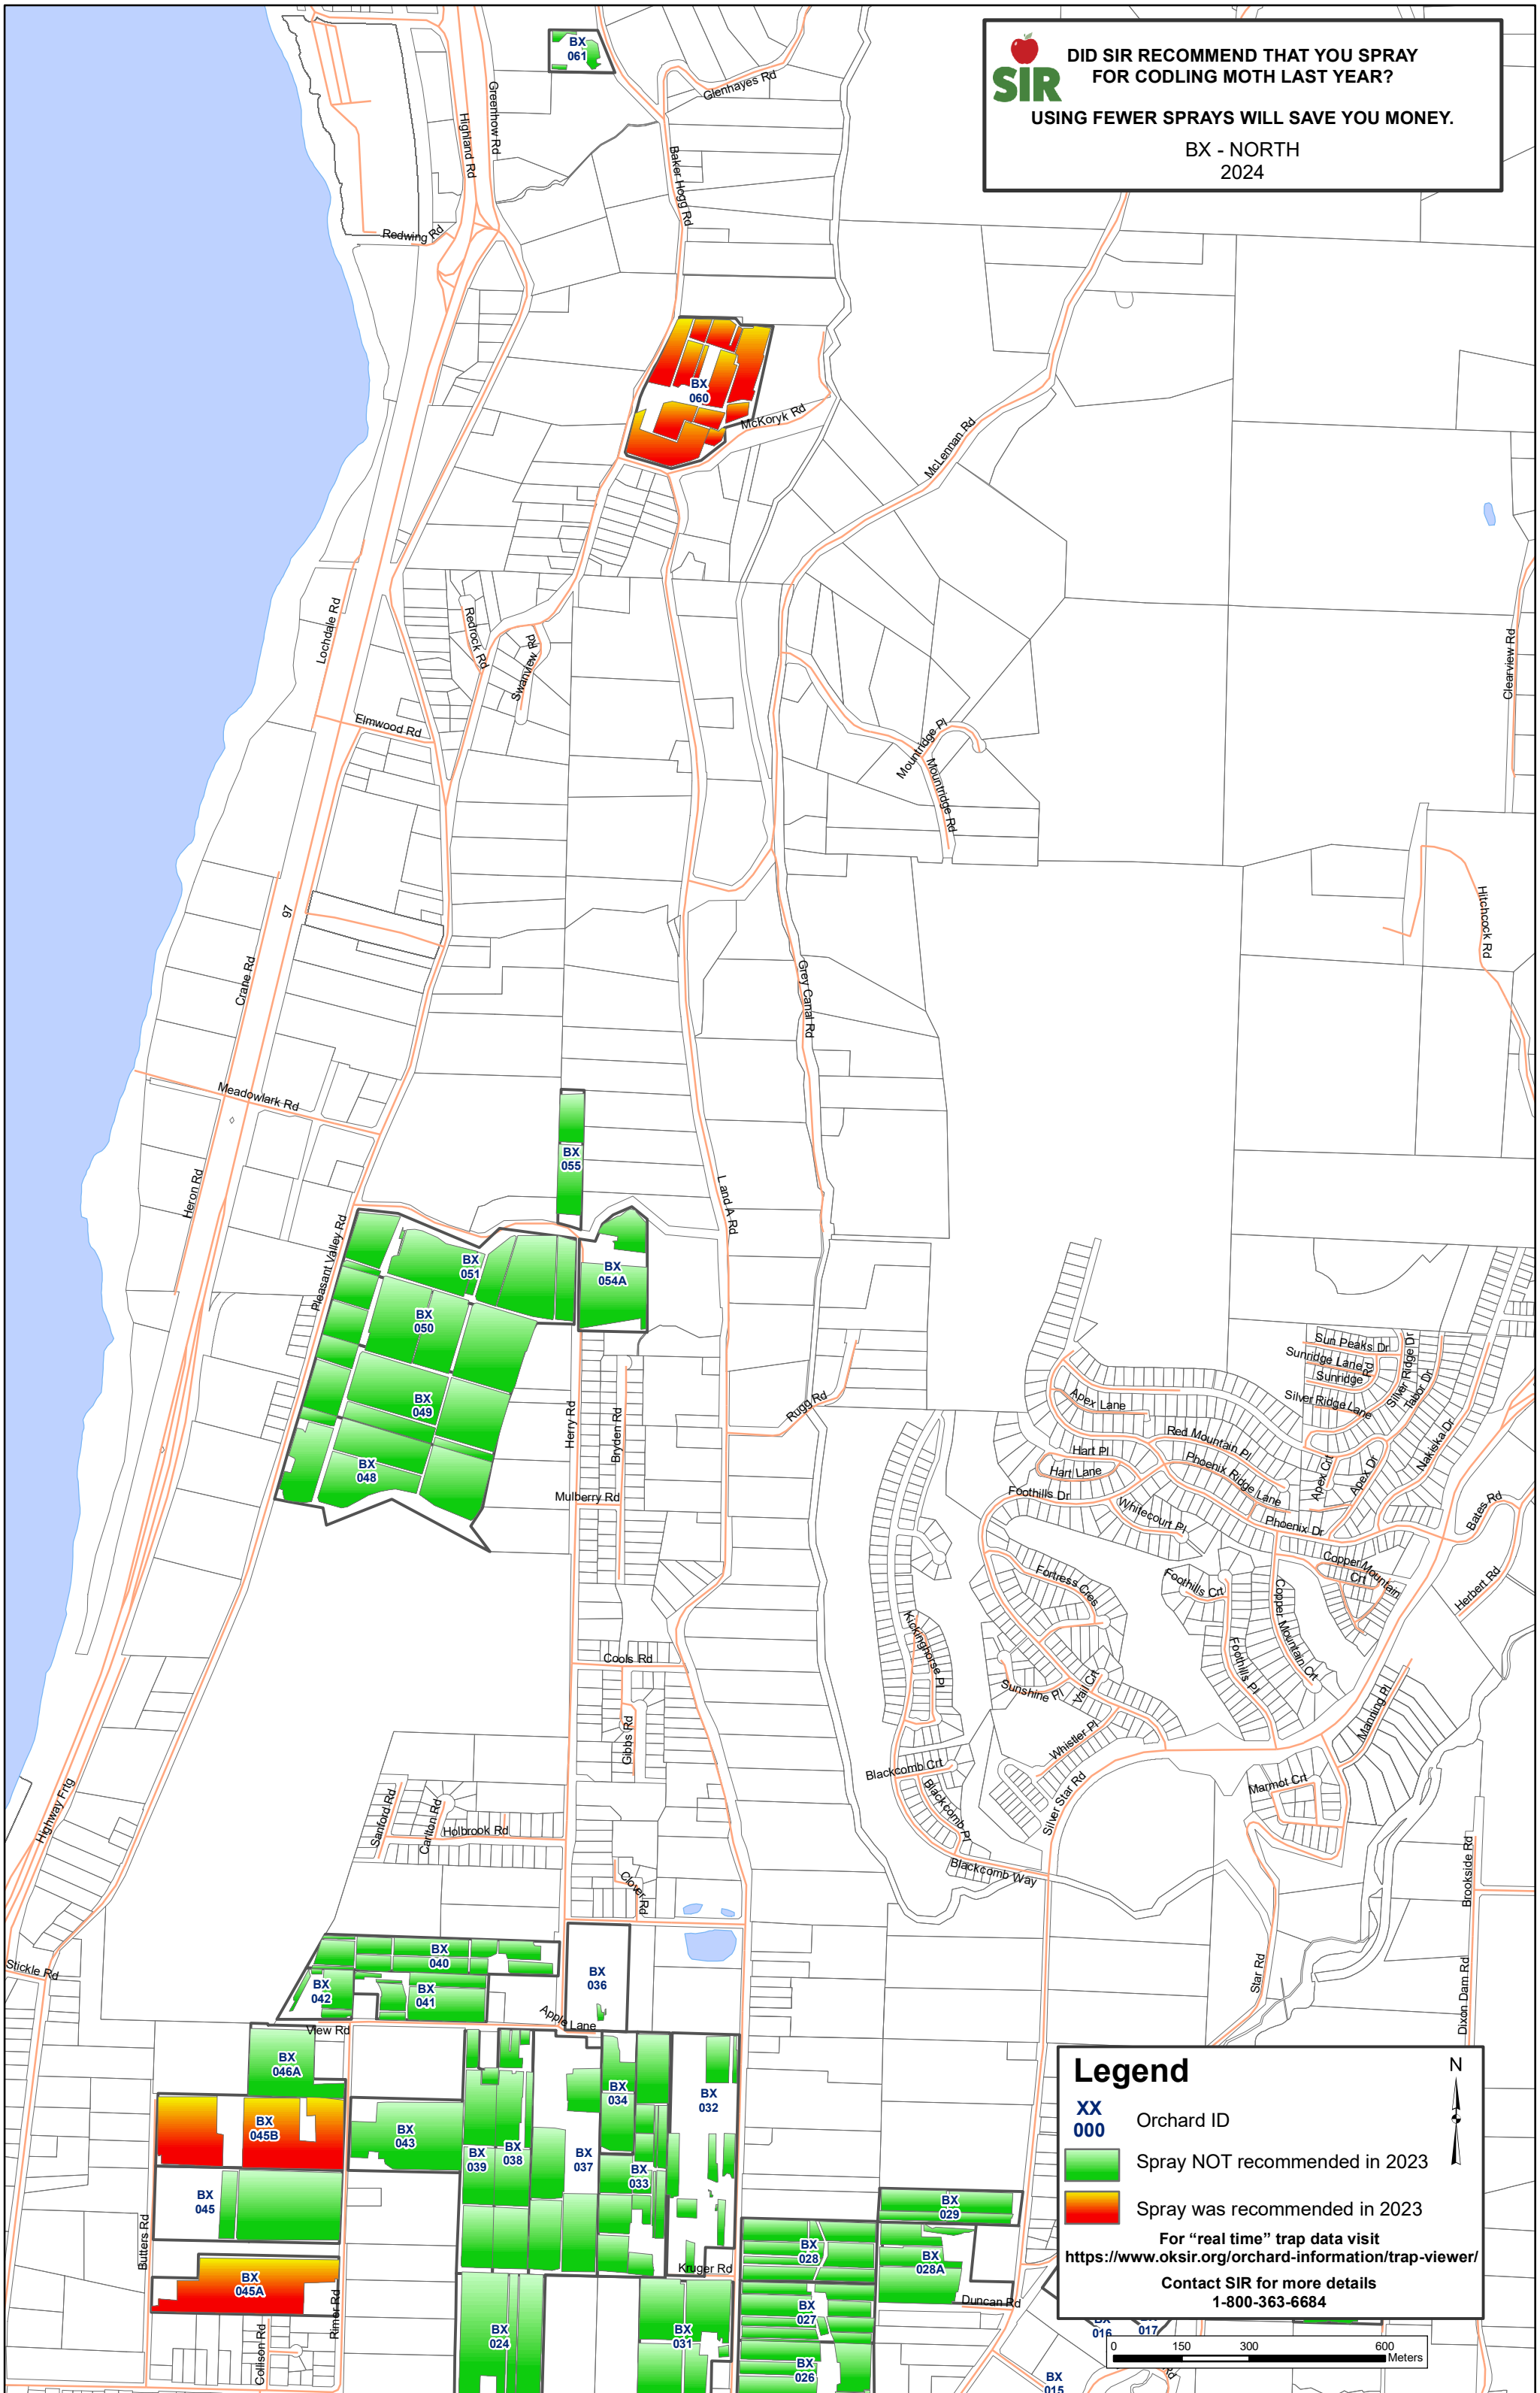 SIR
DID SIR RECOMMEND THAT YOU SPRAY
FOR CODLING MOTH LAST YEAR?
USING FEWER SPRAYS WILL SAVE YOU MONEY.
BX - NORTH
2024
BX
061
Glenhayes Rd
Greenhow Rd
Highland Rd
Baker Hogg Rd
Redwing Rd
BX
060
McKoryk Rd
McLennan Rd
Lochdale Rd
Redrock Rd
Swanview Rd
Clearview Rd
Elmwood Rd
Mountridge Pl
Mountridge Rd
97
Hitchcock Rd
Crane Rd
Grey Canal Rd
Meadowlark Rd
BX
055
Heron Rd
L and A Rd
Pleasant Valley Rd
BX
051
BX
054A
BX
050
BX
049
BX
048
Herry Rd
Bryden Rd
Mulberry Rd
Rugg Rd
Sun Peaks Dr
Sunridge Lane
Sunridge
Rd
Silver Ridge Dr
Silver Ridge Lane
Tabor Dr
Nakiska Dr
Apex Lane
Red Mountain Pl
Hart Pl
Hart Lane
Phoenix Ridge Lane
Apex Crt
Apex Dr
Foothills Dr
Whitecourt Pl
Phoenix Dr
Bates Rd
Copper Mountain
Crt
Herbert Rd
Fortress Cres
Foothills Crt
Copper Mountain Crt
Foothills Pl
Kickinghorse Pl
Sunshine Pl
Vail Crt
Whistler Pl
Manning Pl
Cools Rd
Gibbs Rd
Blackcomb Crt
Blackcomb Pl
Silver Star Rd
Marmot Crt
Highway Frtg
Sanford Rd
Carlton Rd
Holbrook Rd
Clover Rd
Blackcomb Way
Brookside Rd
Stickle Rd
BX
040
BX
042
BX
041
BX
036
Apple Lane
View Rd
Star Rd
Dixon Dam Rd
BX
046A
BX
045B
BX
043
BX
039
BX
038
BX
037
BX
034
BX
033
BX
032
BX
045
Butters Rd
BX
045A
Rimer Rd
Collison Rd
BX
029
BX
028
BX
028A
Kruger Rd
Duncan Rd
BX
027
BX
024
BX
031
BX
026
BX
016
017
BX
015
Rd
Legend
N
XX
000
Orchard ID
Spray NOT recommended in 2023
Spray was recommended in 2023
For “real time” trap data visit
https://www.oksir.org/orchard-information/trap-viewer/
Contact SIR for more details
1-800-363-6684
0 150 300 600
Meters